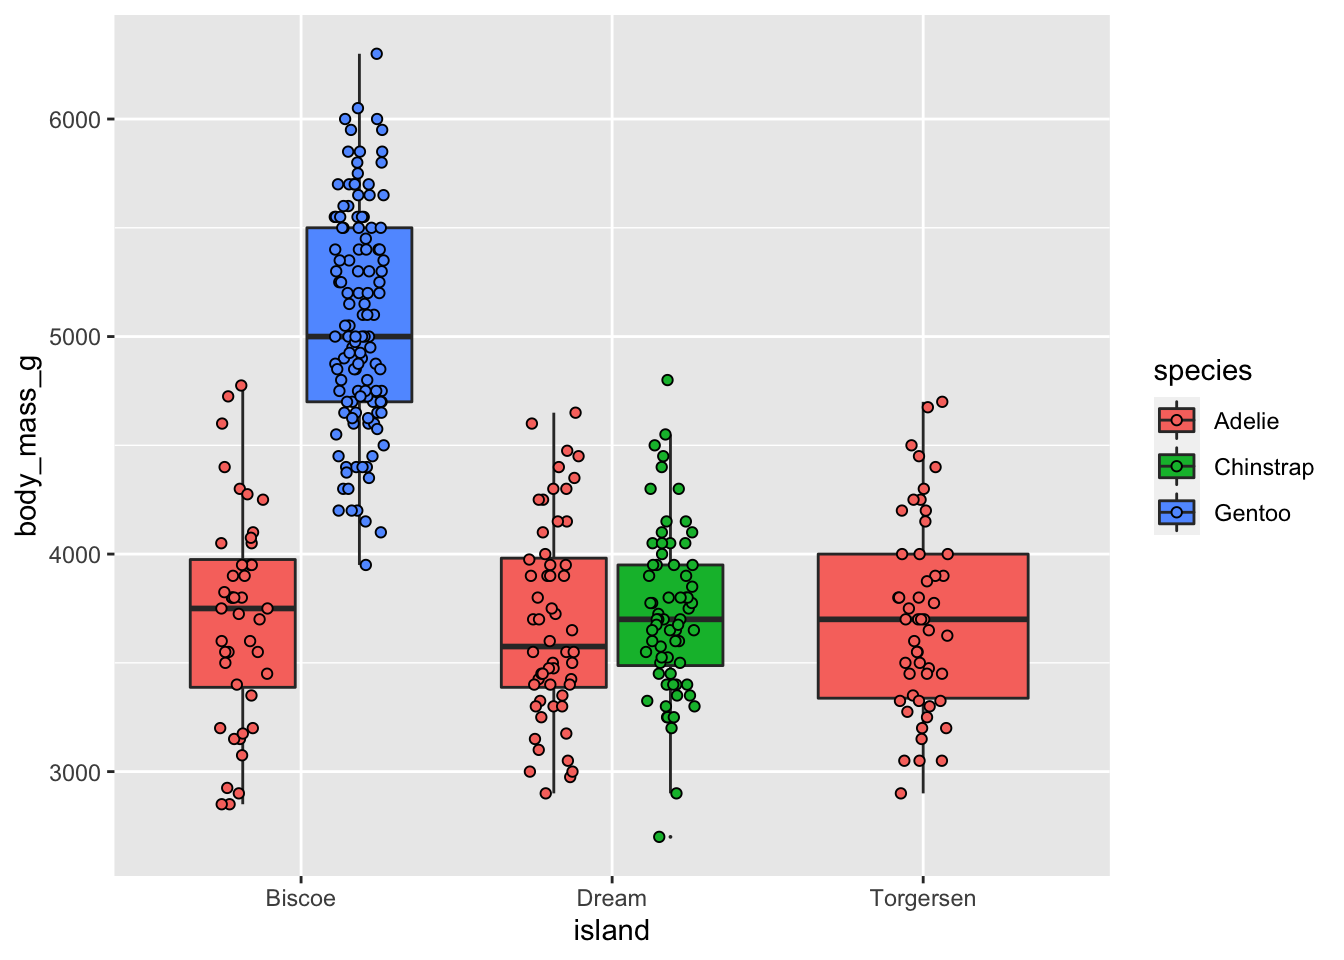 body_mass_g
6000
5000
4000
3000
Biscoe
Dream
Torgersen
island
species
Adelie
Chinstrap
Gentoo